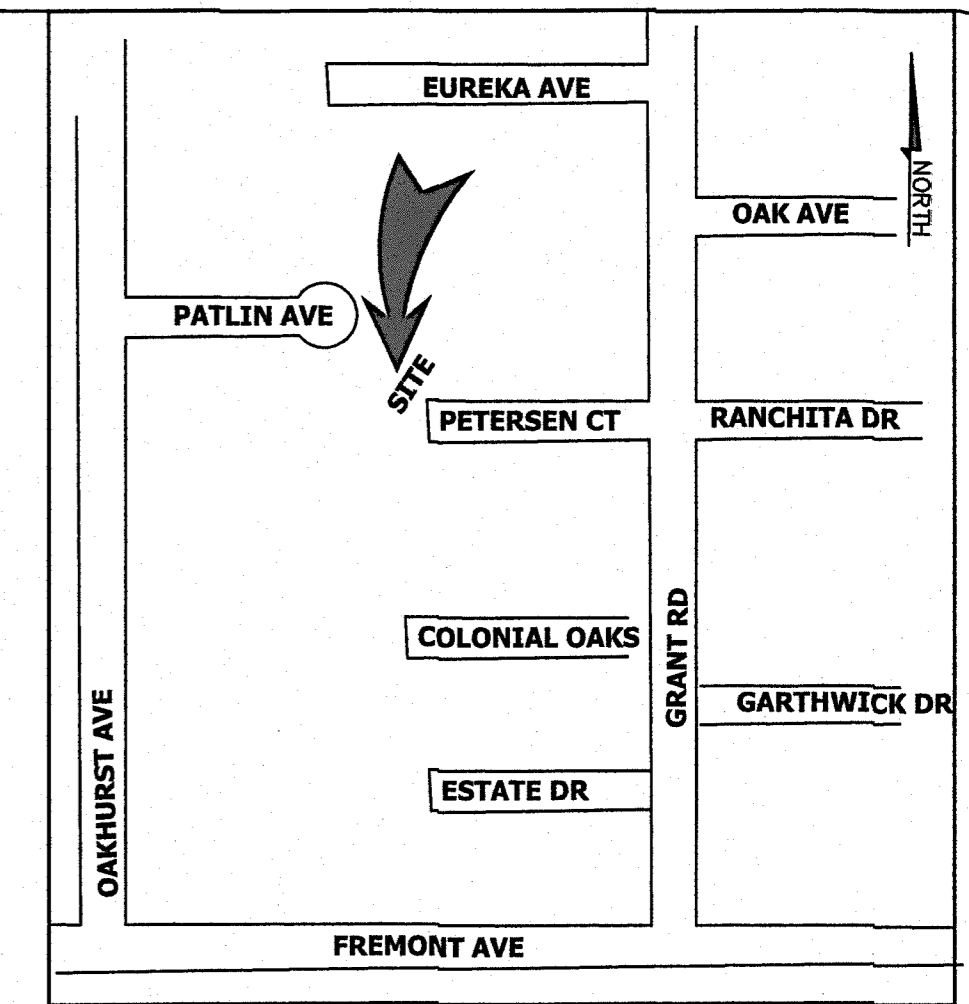 EUREKA AVE
NORTH
OAK AVE
PATLIN AVE
SITE
PETERSEN CT
RANCHITA DR
COLONIAL OAKS
GRANT RD
GARTHWICK DR
OAKHURST AVE
ESTATE DR
FREMONT AVE